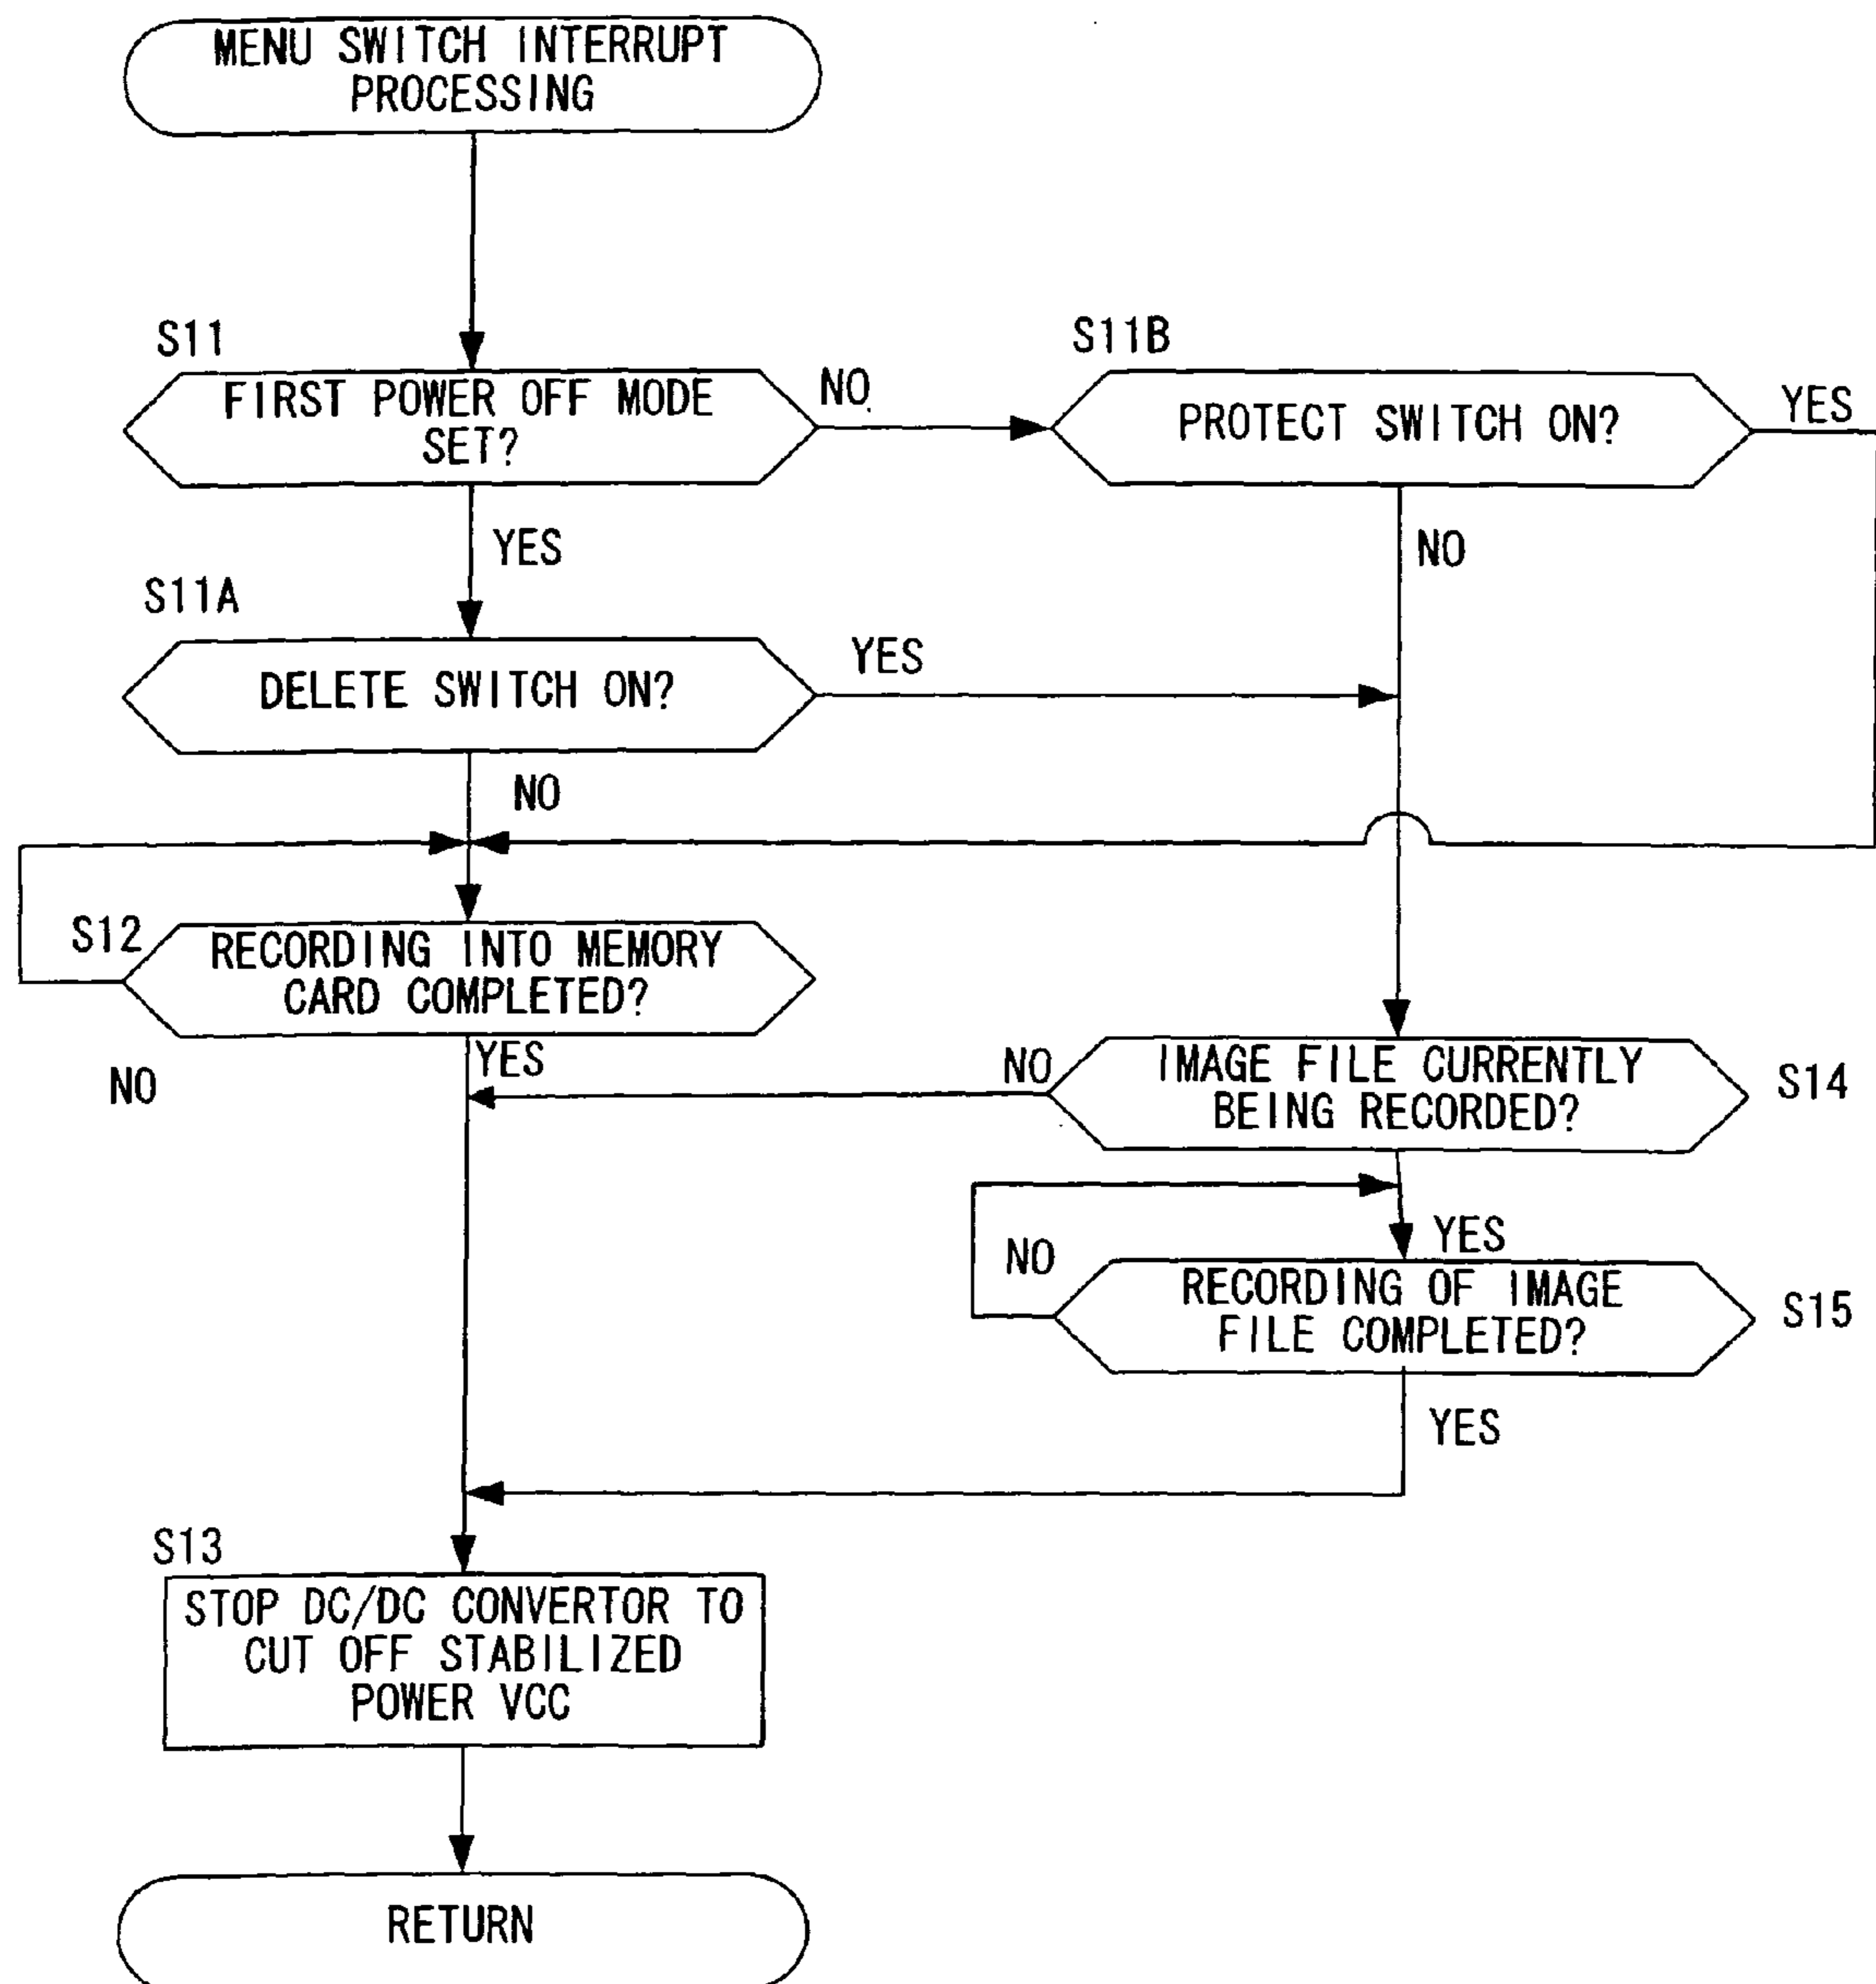 MENU SWITCH INTERRUPT
PROCESSING
S11
FIRST POWER OFF MODE
SET?
NO
S11B
PROTECT SWITCH ON?
YES
YES
NO
S11A
DELETE SWITCH ON?
YES
NO
S12
RECORDING INTO MEMORY
CARD COMPLETED?
YES
NO
NO
IMAGE FILE CURRENTLY
BEING RECORDED?
S14
YES
NO
RECORDING OF IMAGE
FILE COMPLETED?
S15
YES
S13
STOP DC/DC CONVERTOR TO
CUT OFF STABILIZED
POWER VCC
RETURN